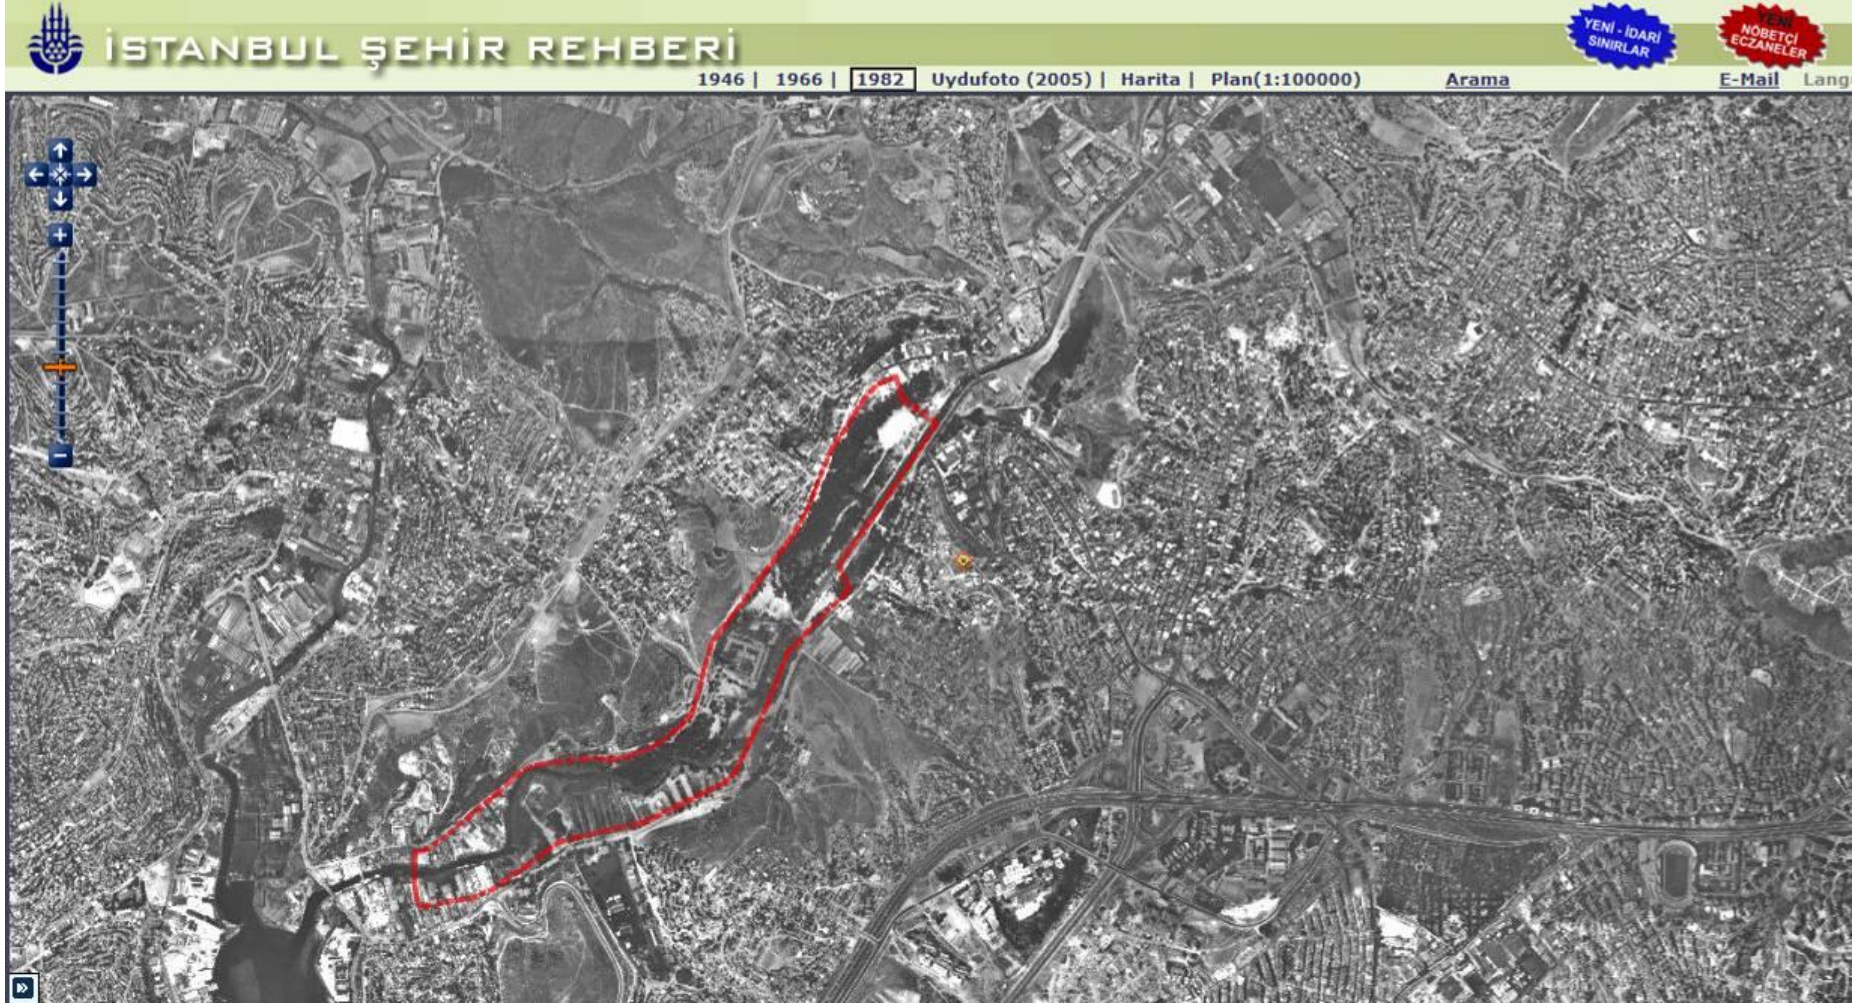 İSTANBUL ŞEHİR REHBERİ
YENİ - İDARİ
SINIRLAR
YENİ
NÖBETÇİ
ECZANELER
1946 | 1966 | 1982 Uydufoto (2005) | Harita | Plan(1:100000) Arama E-Mail Lang